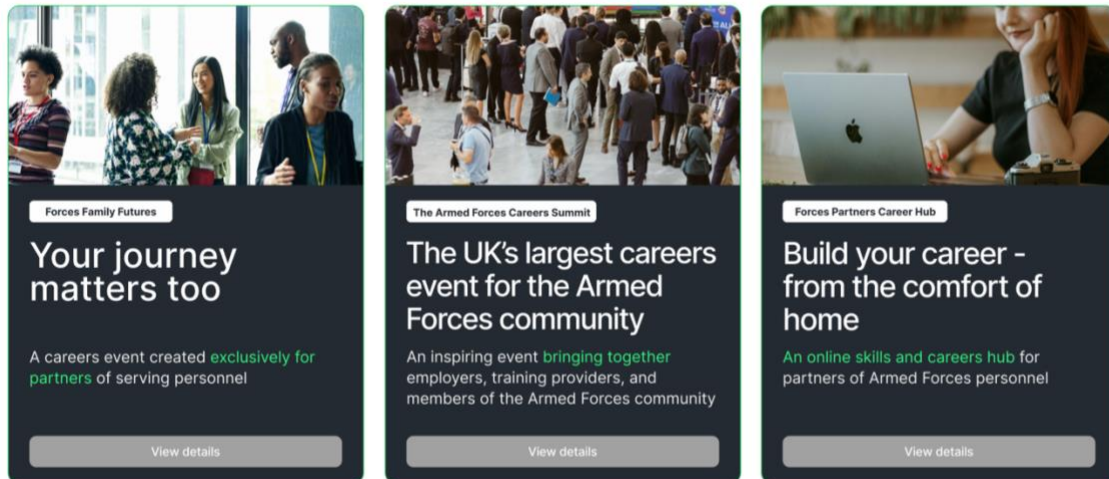 Forces Family Futures
Your journey
matters too
A careers event created exclusively for
partners of serving personnel
View details
The Armed Forces Careers Summit
The UK’s largest careers
event for the Armed
Forces community
An inspiring event bringing together
employers, training providers, and
members of the Armed Forces community
View details
Forces Partners Career Hub
Build your career -
from the comfort of
home
An online skills and careers hub for
partners of Armed Forces personnel
View details